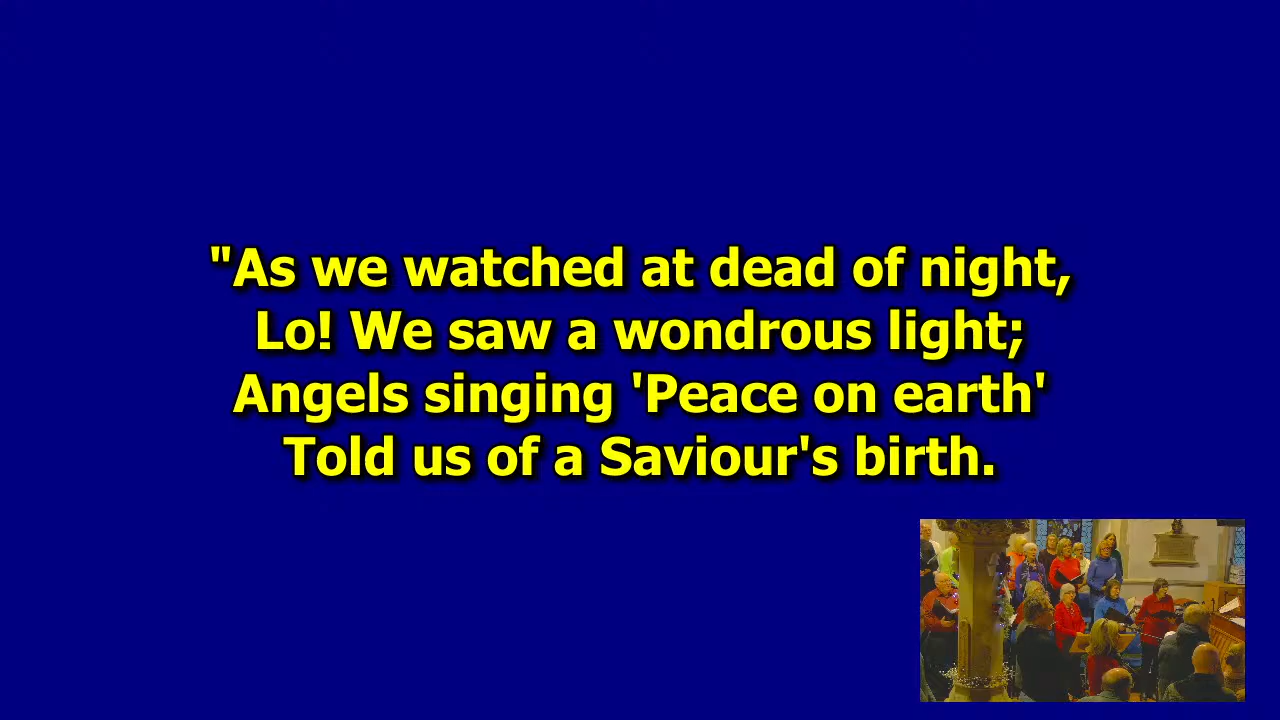 "As we watched at dead of night,
Lo! We saw a wondrous light;
Angels singing 'Peace on earth'
Told us of a Saviour's birth.